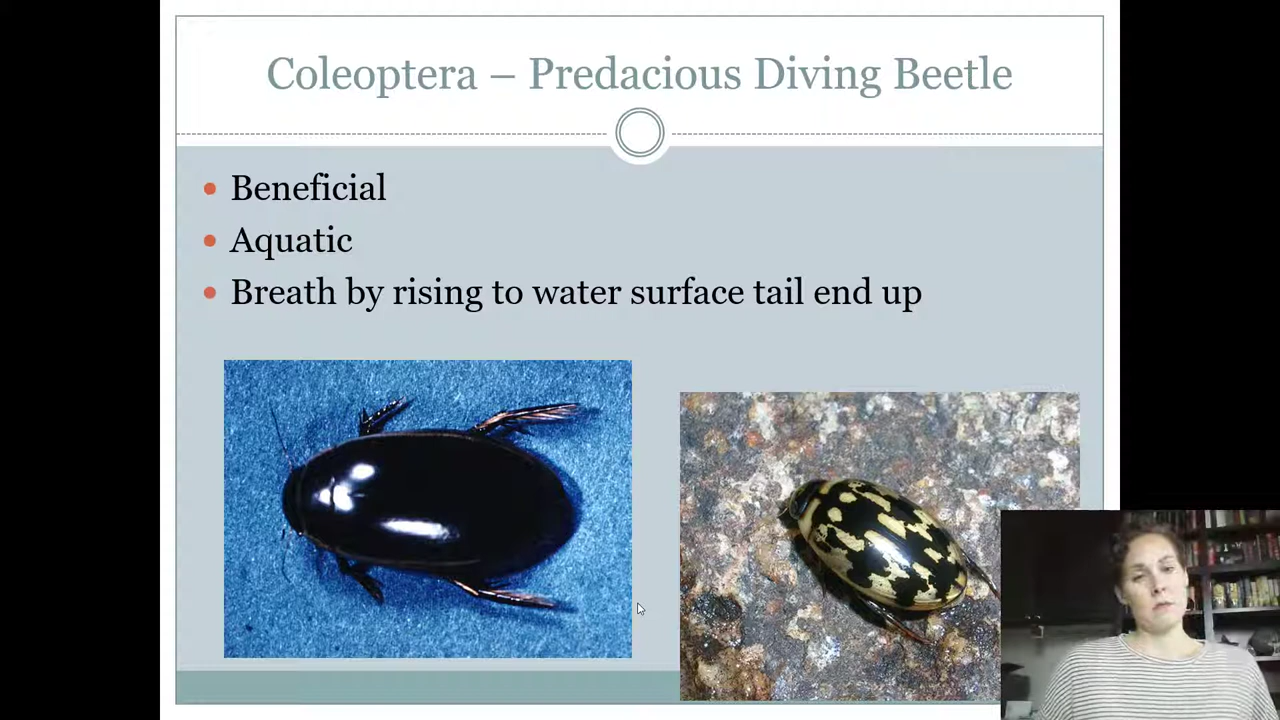 Coleoptera – Predacious Diving Beetle
Beneficial
Aquatic
Breath by rising to water surface tail end up